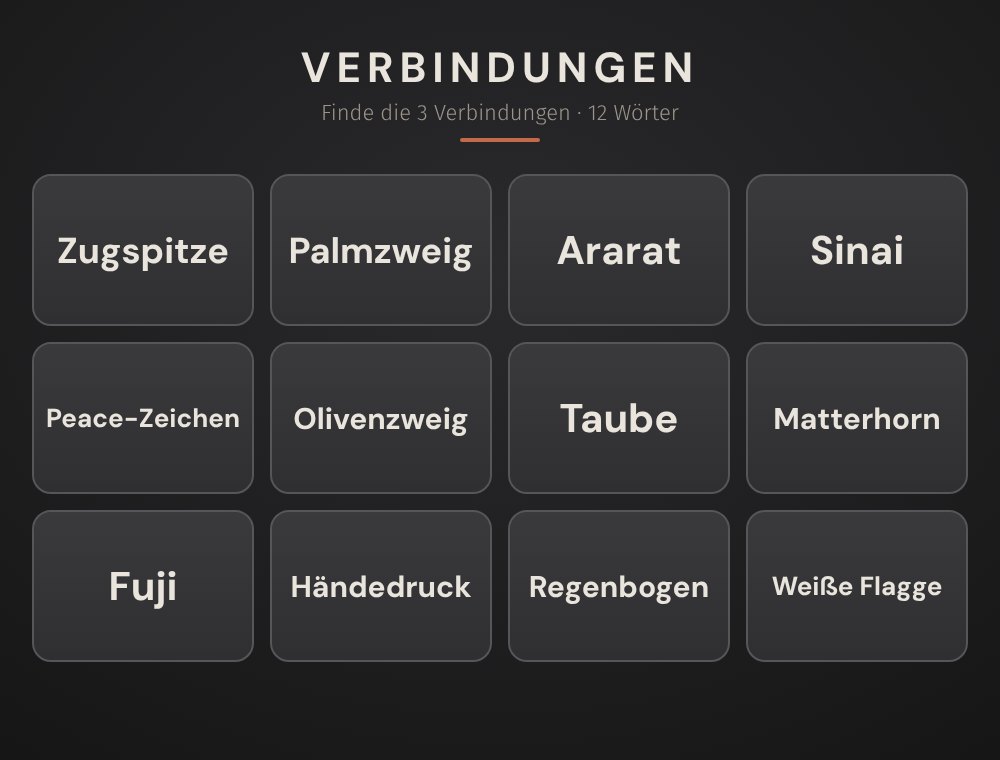 VERBINDUNGEN
Finde die 3 Verbindungen · 12 Wörter
Zugspitze
Palmzweig
Ararat
Sinai
Peace-Zeichen
Olivenzweig
Taube
Matterhorn
Fuji
Händedruck
Regenbogen
Weiße Flagge